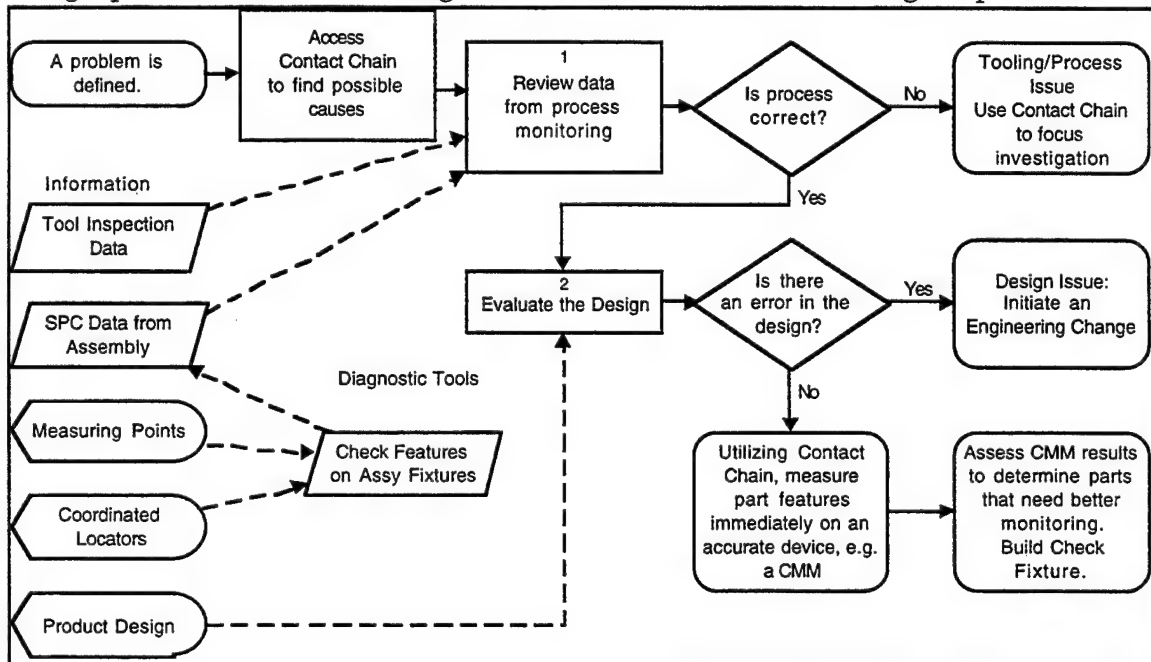 A problem is
defined.
Access
Contact Chain
to find possible
causes
1
Review data
from process
monitoring
Is process
correct?
No
Tooling/Process
Issue
Use Contact Chain
to focus
investigation
Yes
Information
Tool Inspection
Data
2
Evaluate the Design
Is there
an error in the
design?
Yes
Design Issue:
Initiate an
Engineering Change
SPC Data from
Assembly
Diagnostic Tools
No
Measuring Points
Check Features
on Assy Fixtures
Utilizing Contact
Chain, measure
part features
immediately on an
accurate device, e.g.
a CMM
Assess CMM results
to determine parts
that need better
monitoring.
Build Check
Fixture.
Coordinated
Locators
Product Design